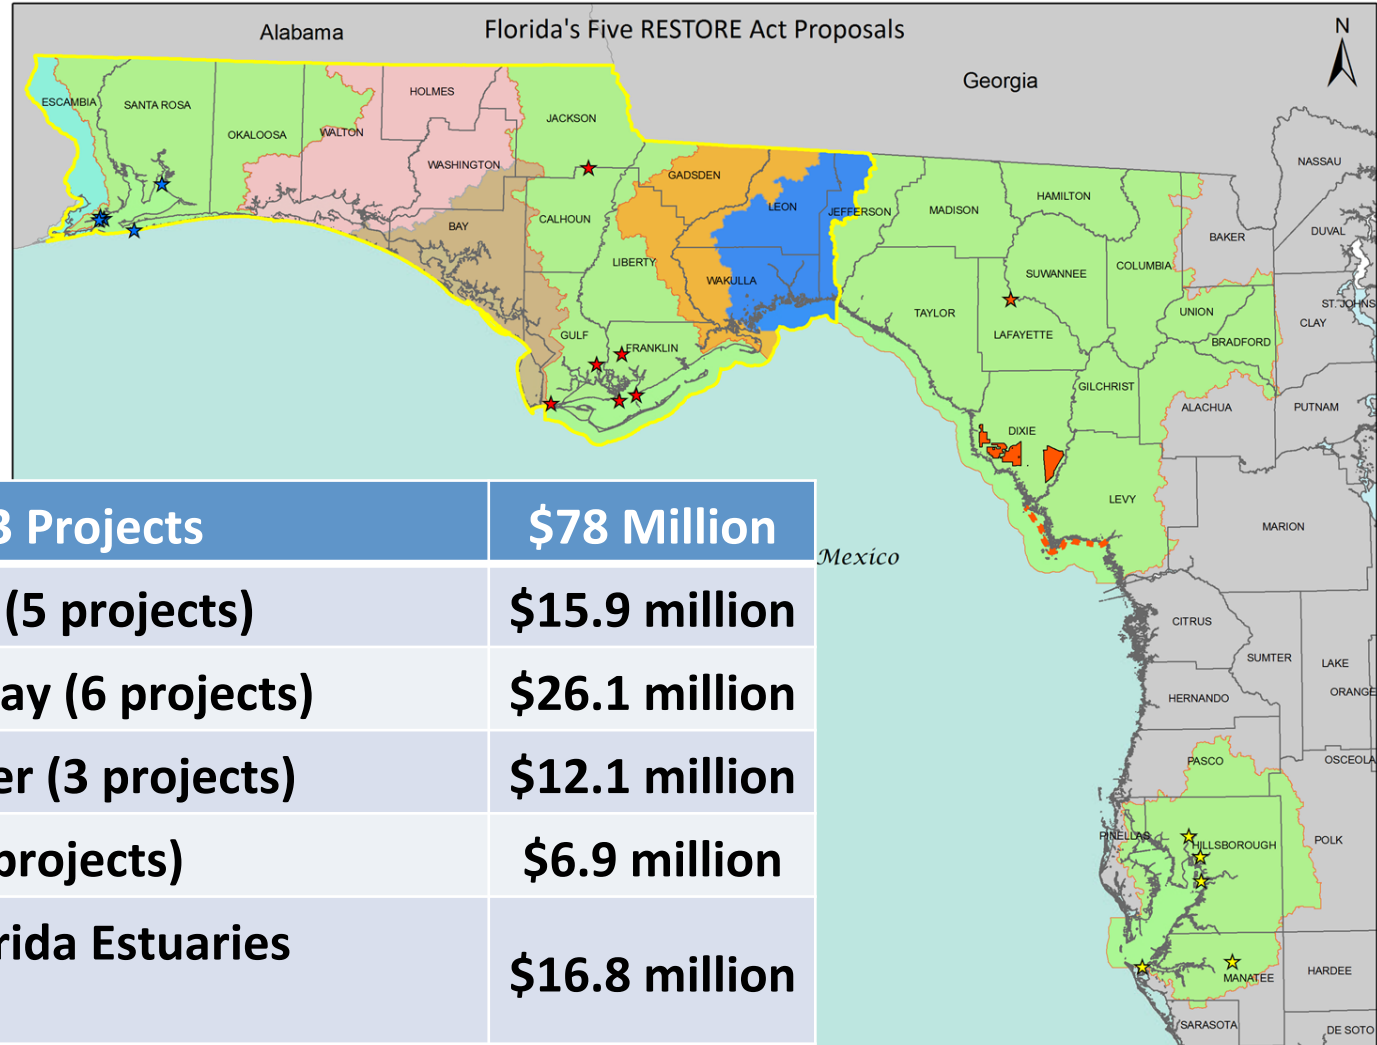 Florida's Five RESTORE Act Proposals
Alabama
Georgia
N
ESCAMBIA
SANTA ROSA
OKALOOSA
WALTON
HOLMES
WASHINGTON
JACKSON
BAY
CALHOUN
GULF
LIBERTY
FRANKLIN
GADSDEN
LEON
WAKULLA
JEFFERSON
MADISON
HAMILTON
TAYLOR
SUWANNEE
LAFAYETTE
COLUMBIA
BAKER
NASSAU
DUVAL
ST. JOHNS
CLAY
UNION
BRADFORD
GILCHRIST
ALACHUA
PUTNAM
DIXIE
LEVY
MARION
Mexico
CITRUS
SUMTER
LAKE
ORANGE
HERNANDO
PASCO
OSCEOLA
PINELLAS
HILLSBOROUGH
POLK
MANATEE
HARDEE
SARASOTA
DE SOTO
3 Projects $78 Million
(5 projects) $15.9 million
ay (6 projects) $26.1 million
er (3 projects) $12.1 million
projects) $6.9 million
rida Estuaries $16.8 million